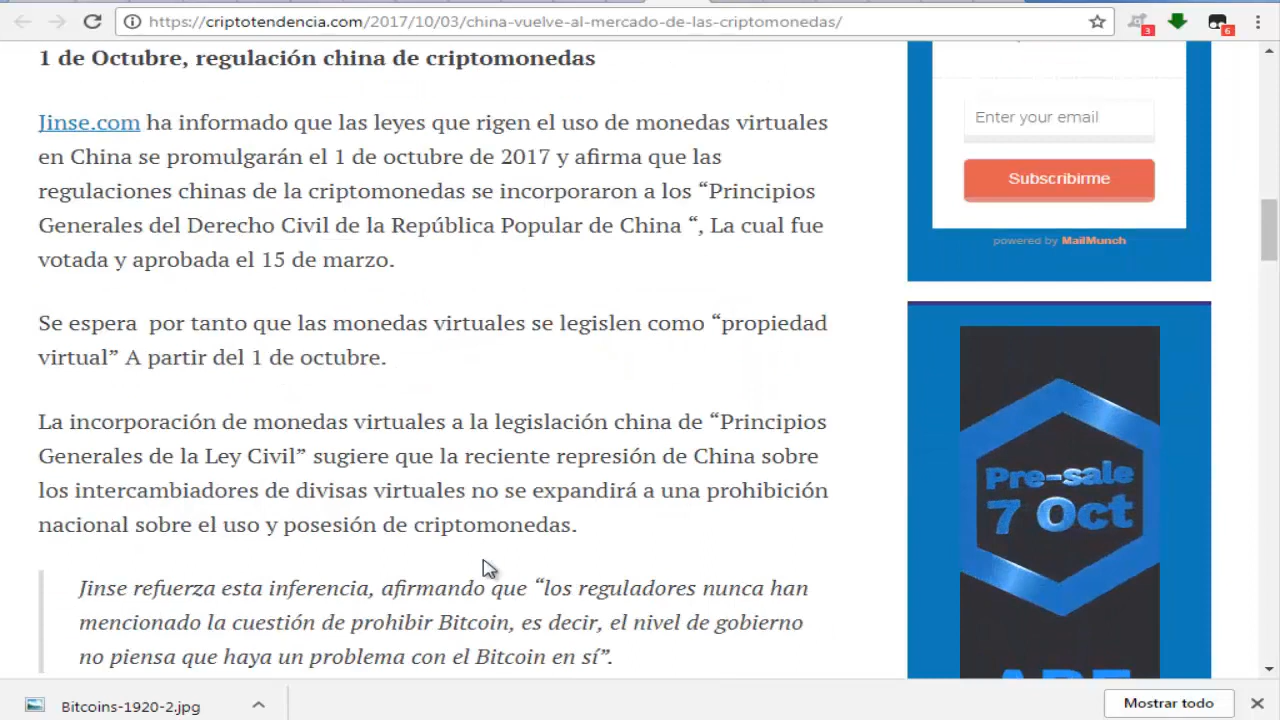 https://criptotendencia.com/2017/10/03/china-vuelve-al-mercado-de-las-criptomonedas/
3
6
1 de Octubre, regulación china de criptomonedas
Jinse.com ha informado que las leyes que rigen el uso de monedas virtuales
en China se promulgarán el 1 de octubre de 2017 y afirma que las
regulaciones chinas de la criptomonedas se incorporaron a los “Principios
Generales del Derecho Civil de la República Popular de China “, La cual fue
votada y aprobada el 15 de marzo.
Se espera  por tanto que las monedas virtuales se legislen como “propiedad
virtual” A partir del 1 de octubre.
La incorporación de monedas virtuales a la legislación china de “Principios
Generales de la Ley Civil” sugiere que la reciente represión de China sobre
los intercambiadores de divisas virtuales no se expandirá a una prohibición
nacional sobre el uso y posesión de criptomonedas.
Jinse refuerza esta inferencia, afirmando que “los reguladores nunca han
mencionado la cuestión de prohibir Bitcoin, es decir, el nivel de gobierno
no piensa que haya un problema con el Bitcoin en sí”.
Enter your email
Subscribirme
powered by MailMunch
Pre-sale
7 Oct
Bitcoins-1920-2.jpg
Mostrar todo